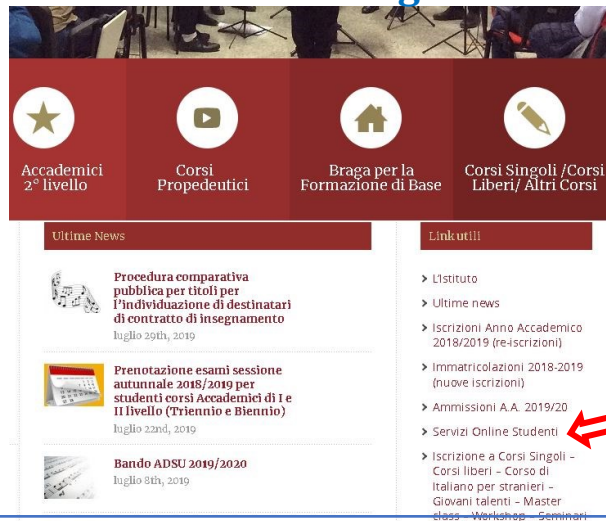 Accademici
2° livello
Corsi
Propedeutici
Braga per la
Formazione di Base
Corsi Singoli /Corsi
Liberi/ Altri Corsi
Ultime News
Procedura comparativa
pubblica per titoli per
l'individuazione di destinatari
di contratto di insegnamento
luglio 29th, 2019
Prenotazione esami sessione
autunnale 2018/2019 per
studenti corsi Accademici di I e
II livello (Triennio e Biennio)
luglio 22nd, 2019
Bando ADSU 2019/2020
luglio 8th, 2019
Link utili
L'Istituto
Ultime news
Iscrizioni Anno Accademico
2018/2019 (re-iscrizioni)
Immatricolazioni 2018-2019
(nuove iscrizioni)
Ammissioni A.A. 2019/20
Servizi Online Studenti
Iscrizione a Corsi Singoli –
Corsi liberi – Corso di
Italiano per stranieri –
Giovani talenti – Master
class – Workshop – Seminari